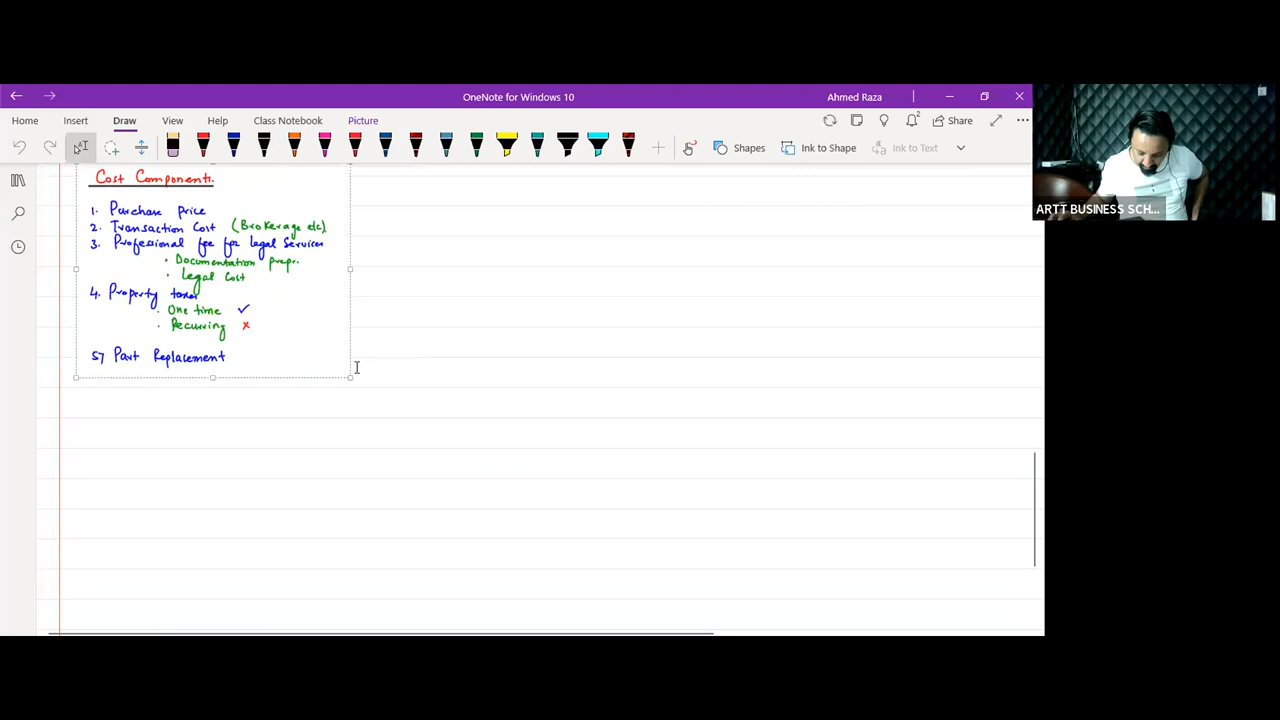 OneNote for Windows 10
Ahmed Raza
Home Insert Draw View Help Class Notebook Picture
Share
Shapes Ink to Shape Ink to Text
ARTT BUSINESS SCH...
Cost Components.
1. Purchase price
2. Transaction Cost (Brokerage etc).
3. Professional fee for legal services
• Documentation prepr.
• Legal Cost
4. Property taxes
• One time ✓
• Recurring x
57 Part Replacement